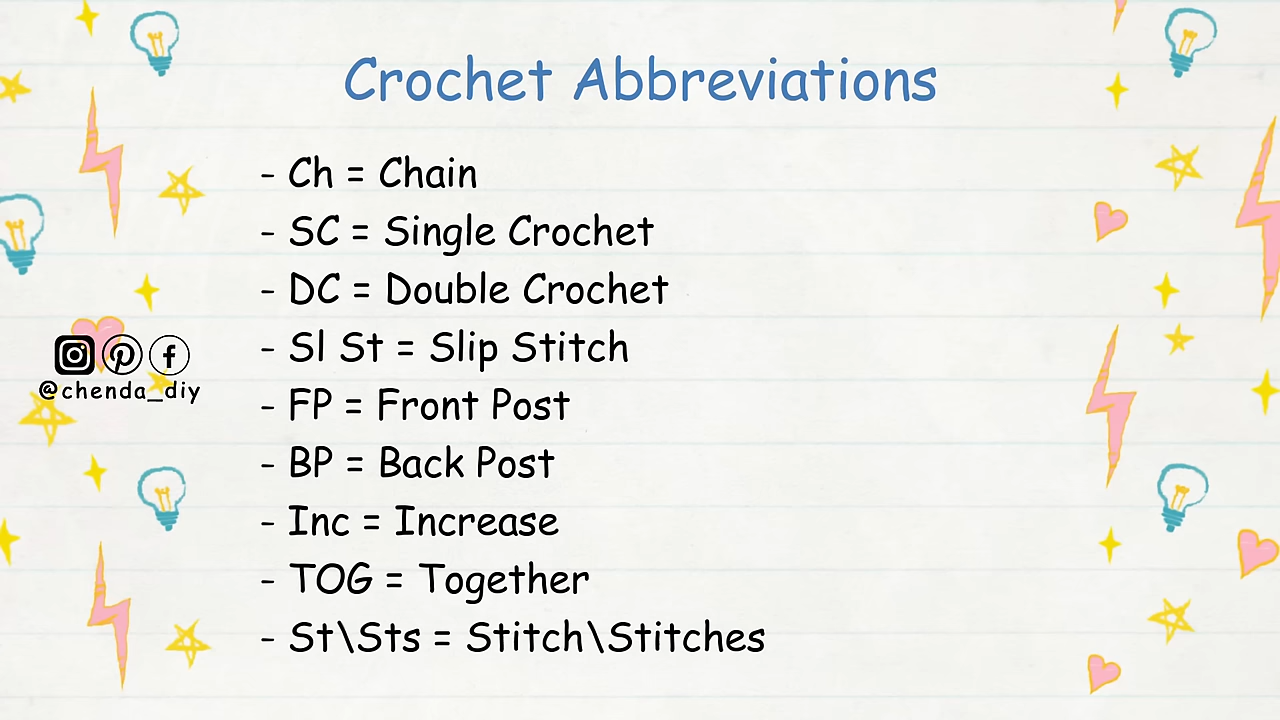 Crochet Abbreviations
- Ch = Chain
- SC = Single Crochet
- DC = Double Crochet
- Sl St = Slip Stitch
- FP = Front Post
- BP = Back Post
- Inc = Increase
- TOG = Together
- St\Sts = Stitch\Stitches
@chenda_diy